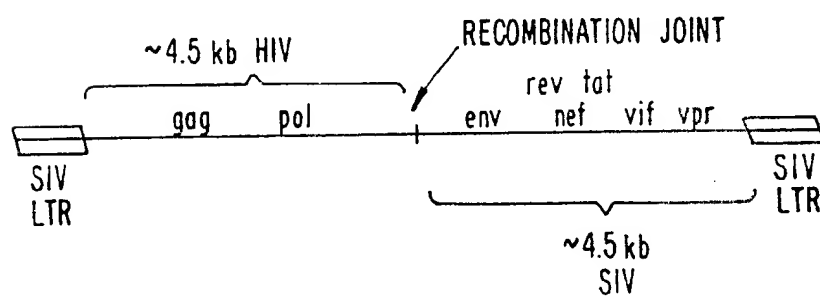 ~4.5 kb HIV
RECOMBINATION JOINT
rev tat
gag pol env nef vif vpr
SIV
LTR
SIV
LTR
~4.5 kb
SIV